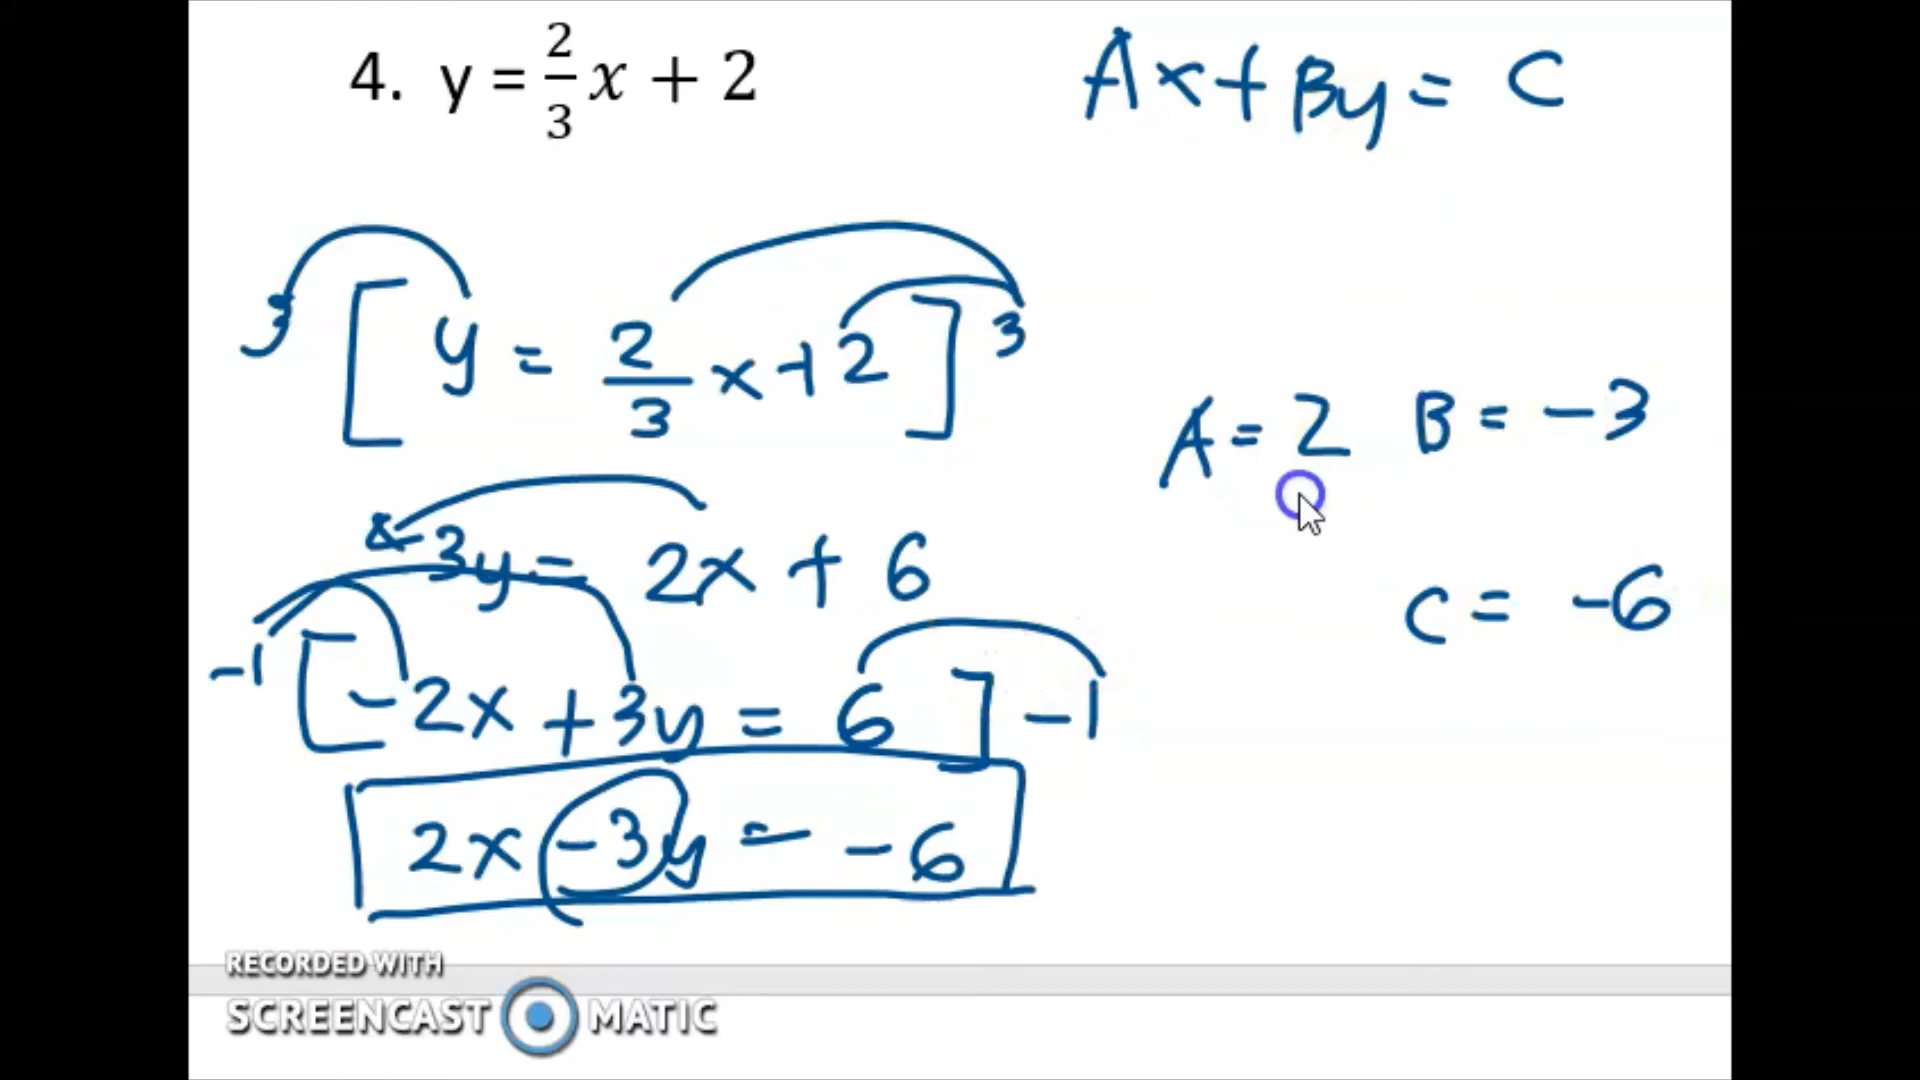 4. y = 2/3 x + 2
Ax + By = C
3 [ y = 2/3 x + 2 ] 3
A = 2 B = -3
3y = 2x + 6
C = -6
-1 [ -2x + 3y = 6 ] -1
2x -3y = -6
RECORDED WITH
SCREENCAST MATIC